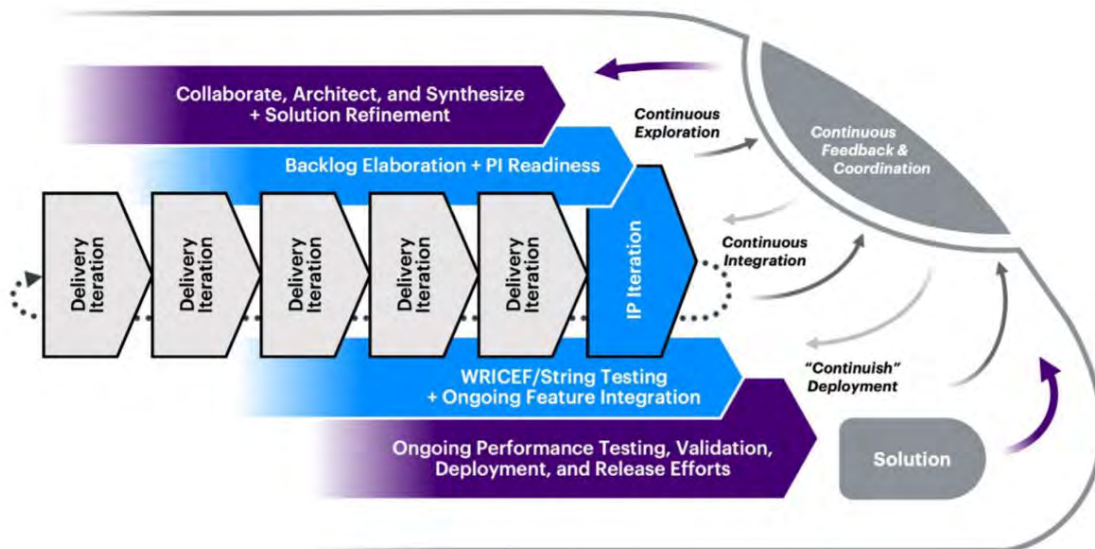 Collaborate, Architect, and Synthesize
+ Solution Refinement
Backlog Elaboration + PI Readiness
Continuous
Exploration
Continuous
Feedback &
Coordination
Delivery
Iteration
Delivery
Iteration
Delivery
Iteration
Delivery
Iteration
Delivery
Iteration
IP Iteration
Continuous
Integration
WRICEF/String Testing
+ Ongoing Feature Integration
“Continuish”
Deployment
Ongoing Performance Testing, Validation,
Deployment, and Release Efforts
Solution